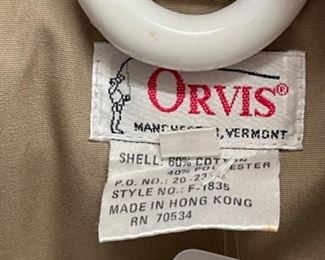 ORVIS®
VERMONT
SHELL: 60% COTTON
40% POLYESTER
P.O. NO.: 20-23
STYLE NO.: F-1835
MADE IN HONG KONG
RN 70534